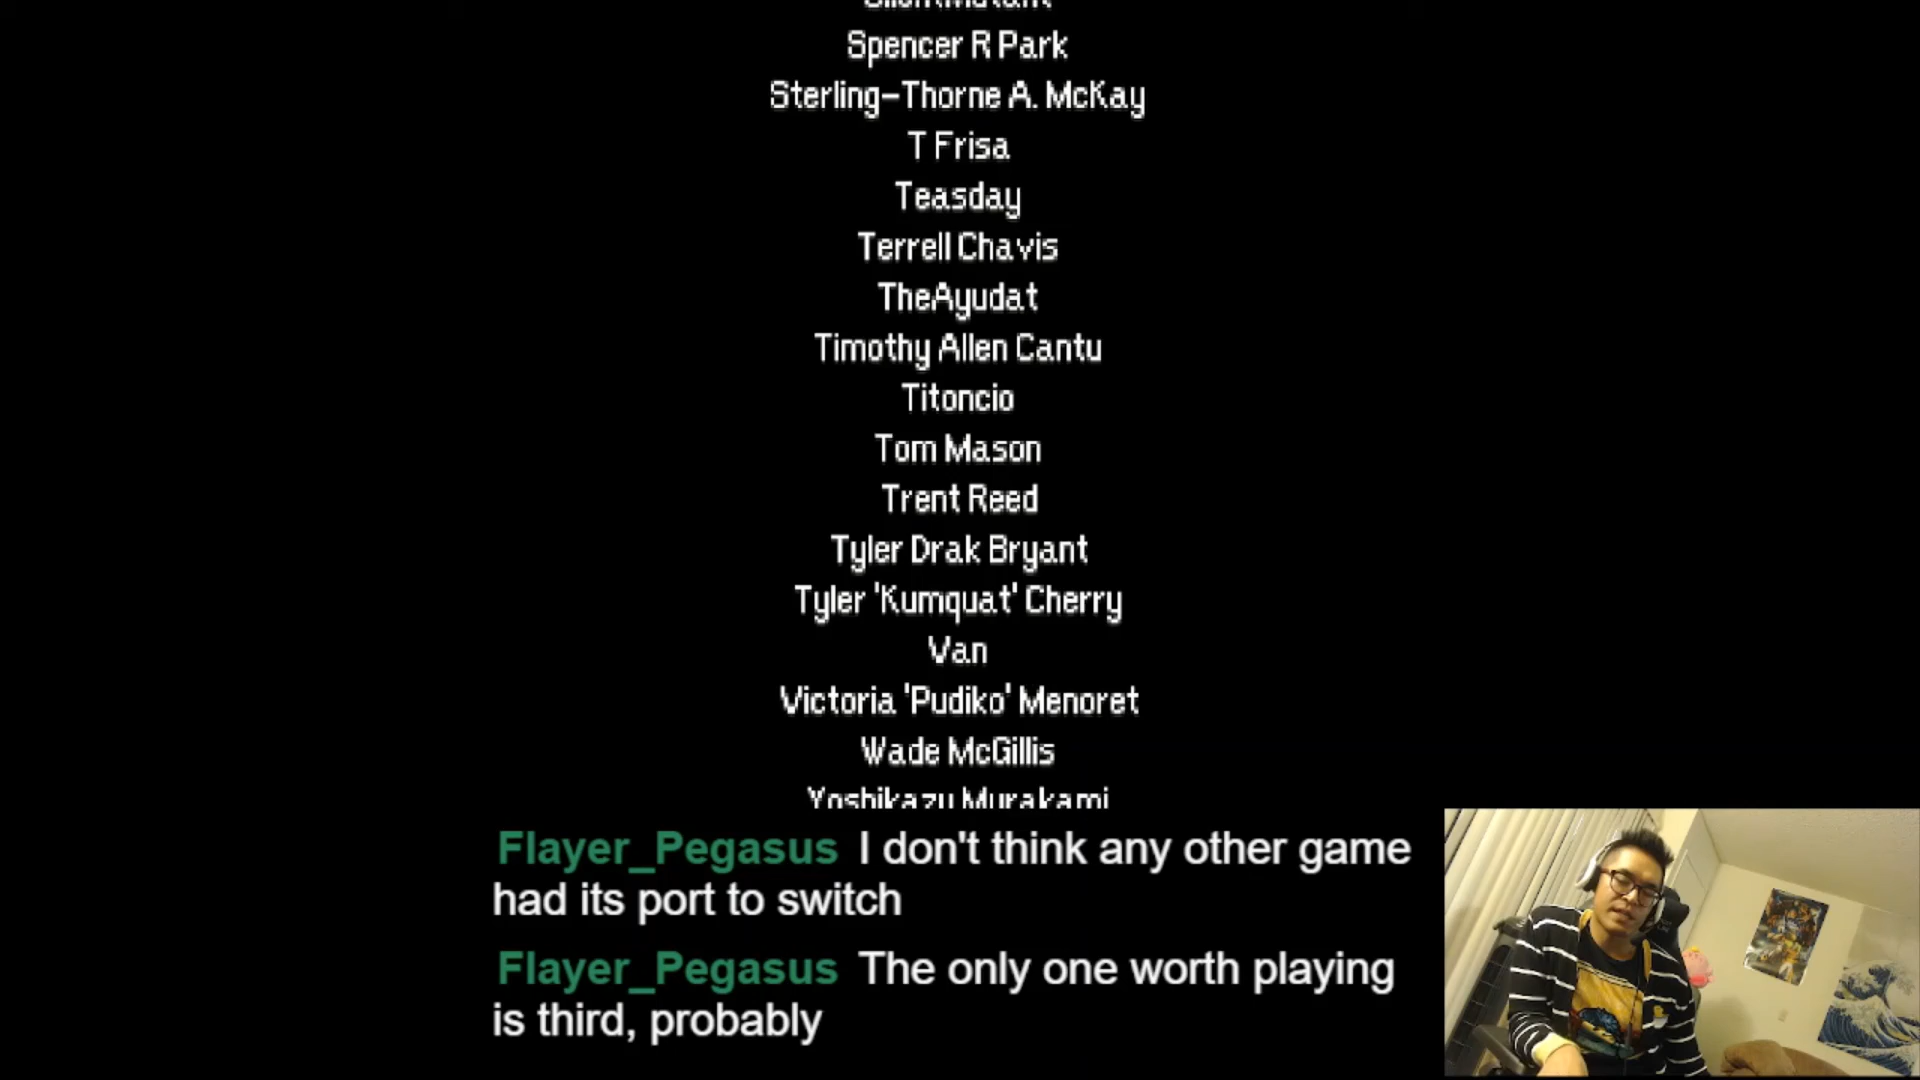 Spencer R Park
Sterling-Thorne A. McKay
T Frisa
Teasday
Terrell Chavis
TheAyudat
Timothy Allen Cantu
Titoncio
Tom Mason
Trent Reed
Tyler Drak Bryant
Tyler 'Kumquat' Cherry
Van
Victoria 'Pudiko' Menoret
Wade McGillis
Yoshikazu Murakami
Flayer_Pegasus I don't think any other game
had its port to switch
Flayer_Pegasus The only one worth playing
is third, probably